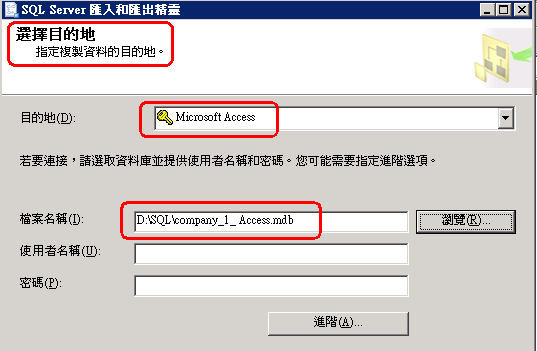 SQL Server 匯入和匯出精靈
選擇目的地
指定複製資料的目的地。
目的地(D):
Microsoft Access
若要連接，請選取資料庫並提供使用者名稱和密碼。您可能需要指定進階選項。
檔案名稱(I):
D:\SQL\company_1_ Access.mdb
瀏覽(R)...
使用者名稱(U):
密碼(P):
進階(A)...